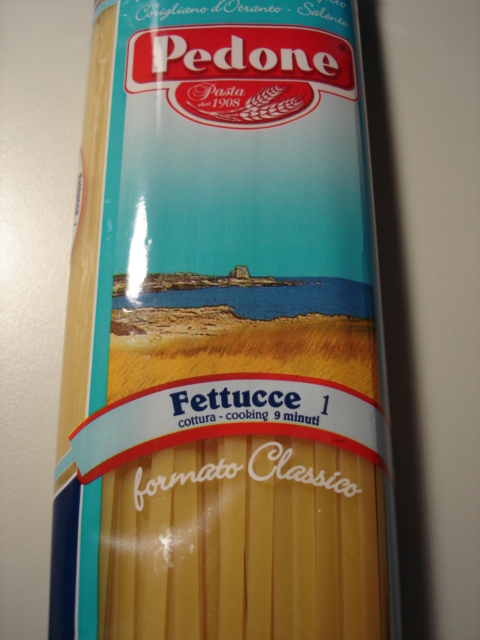 Corigliano d'Otranto - Salento
Pedone®
Pasta
dal 1908
Fettucce 1
cottura - cooking 9 minuti
formato Classico